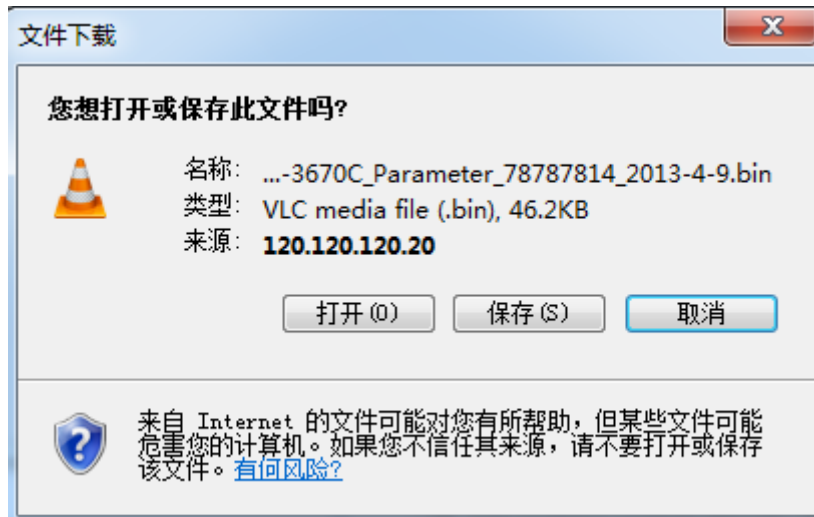 文件下载
您想打开或保存此文件吗?
名称: ...-3670C_Parameter_78787814_2013-4-9.bin
类型: VLC media file (.bin), 46.2KB
来源: 120.120.120.20
打开(O) 保存(S) 取消
来自 Internet 的文件可能对您有所帮助，但某些文件可能
危害您的计算机。如果您不信任其来源，请不要打开或保存
该文件。有何风险?